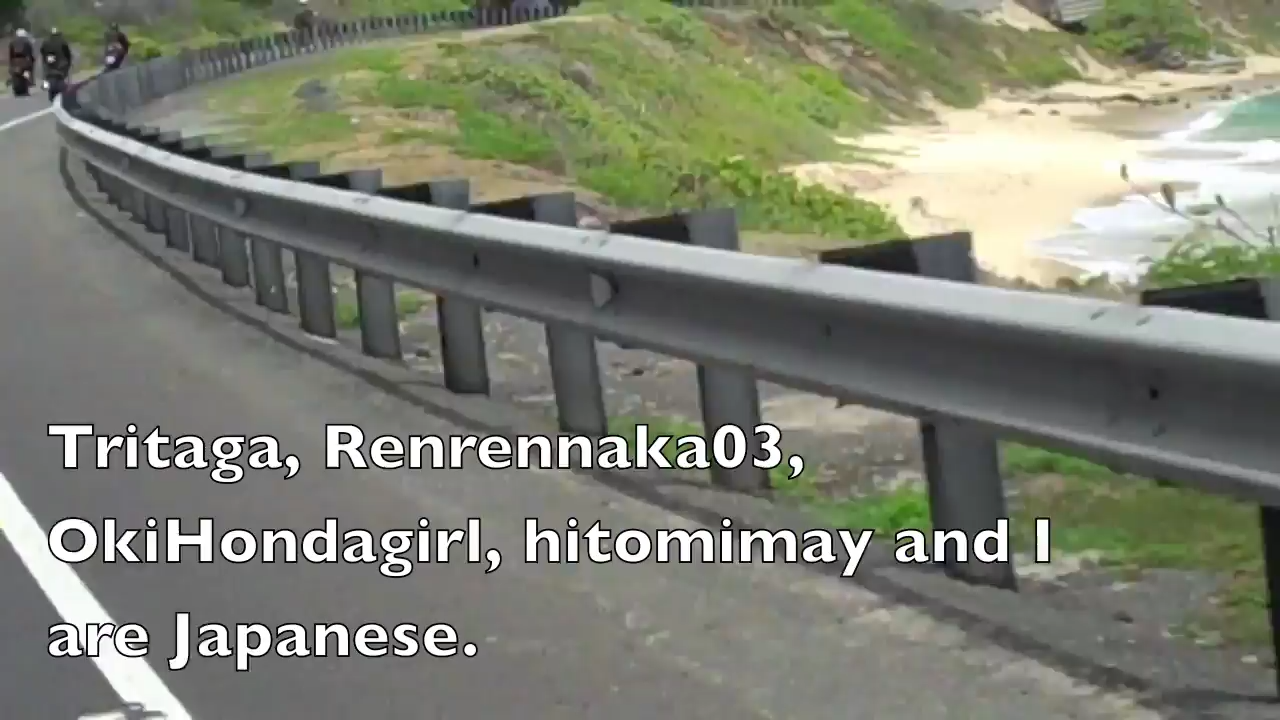 Tritaga, Renrennaka03,
OkiHondagirl, hitomimay and I
are Japanese.